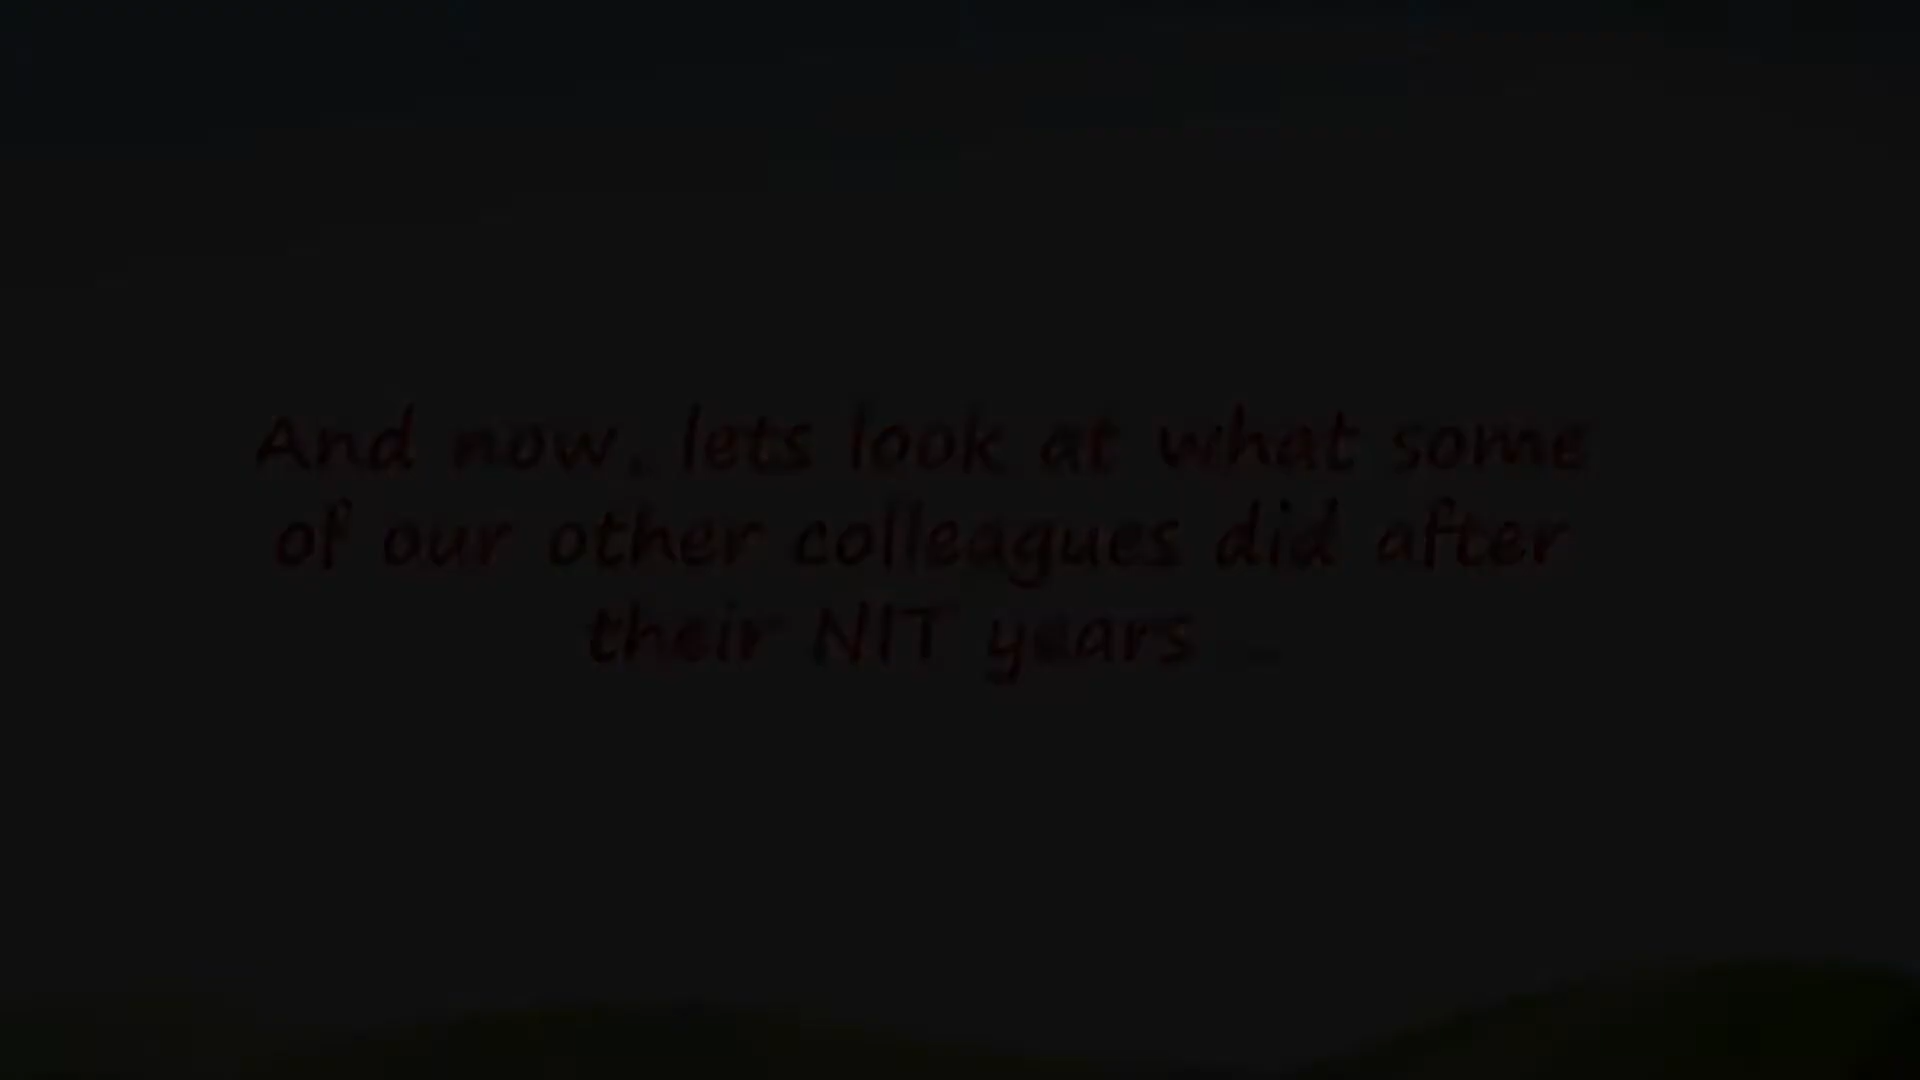 And now, lets look at what some
of our other colleagues did after
their NIT years ...